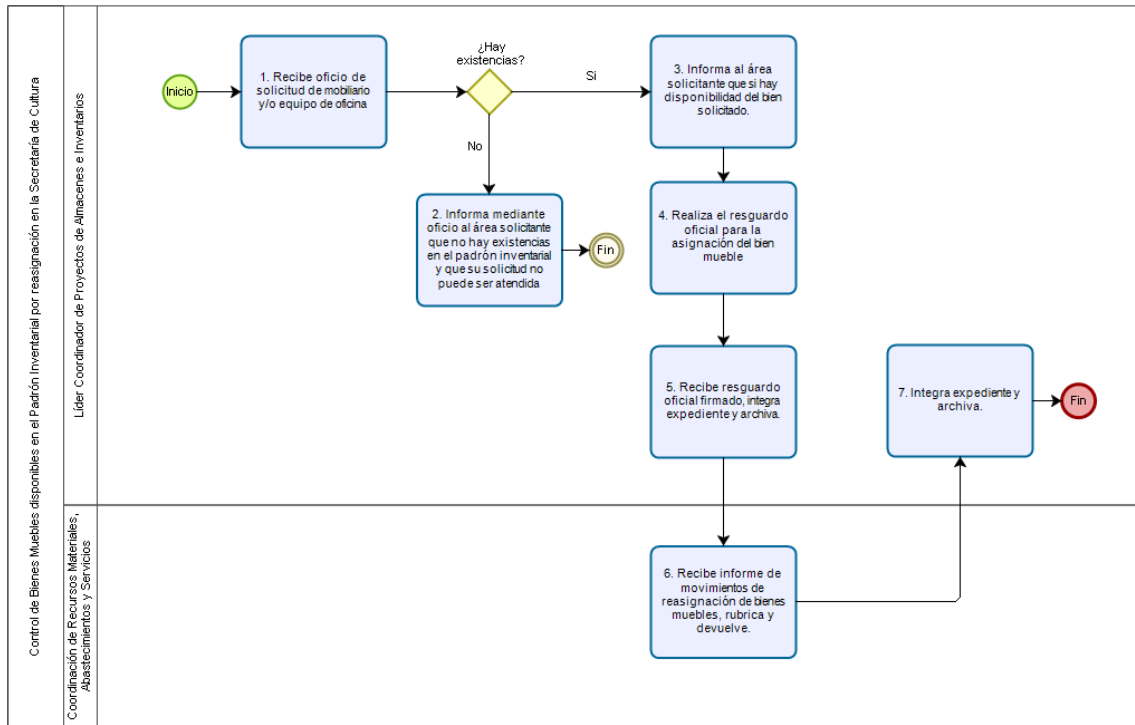 Control de Bienes Muebles disponibles en el Padrón Inventarial por reasignación en la Secretaría de Cultura
Líder Coordinador de Proyectos de Almacenes e Inventarios
Inicio
1. Recibe oficio de
solicitud de mobiliario
y/o equipo de oficina
¿Hay
existencias?
Si
No
2. Informa mediante
oficio al área solicitante
que no hay existencias
en el padrón inventarial
y que su solicitud no
puede ser atendida
Fin
3. Informa al área
solicitante que si hay
disponibilidad del bien
solicitado.
4. Realiza el resguardo
oficial para la
asignación del bien
mueble
5. Recibe resguardo
oficial firmado, integra
expediente y archiva.
7. Integra expediente y
archiva.
Fin
Coordinación de Recursos Materiales,
Abastecimientos y Servicios
6. Recibe informe de
movimientos de
reasignación de bienes
muebles, rubrica y
devuelve.